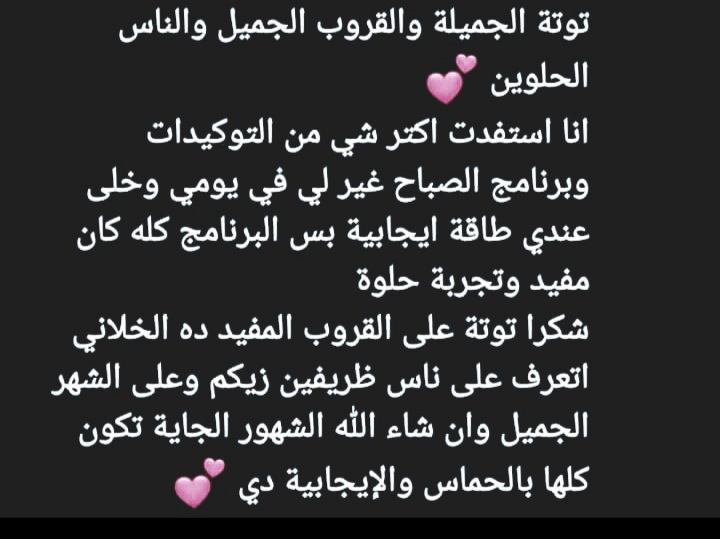 توتة الجميلة والقروب الجميل والناس
الحلوين 💕
انا استفدت اكتر شي من التوكيدات
وبرنامج الصباح غير لي في يومي وخلى
عندي طاقة ايجابية بس البرنامج كله كان
مفيد وتجربة حلوة
شكرا توتة على القروب المفيد ده الخلاني
اتعرف على ناس ظريفين زيكم وعلى الشهر
الجميل وان شاء الله الشهور الجاية تكون
كلها بالحماس والإيجابية دي 💕